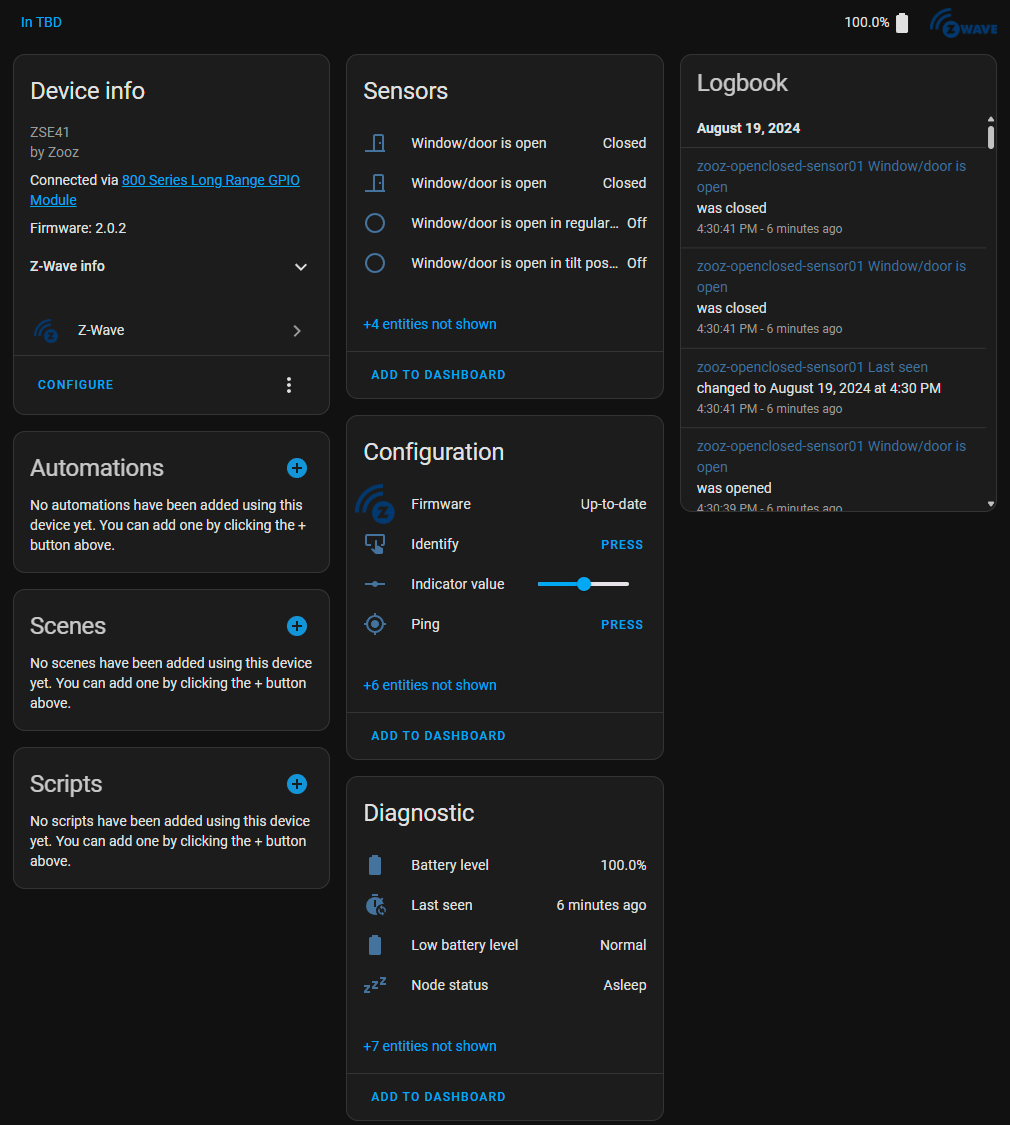 In TBD
100.0%
Z WAVE
Device info
ZSE41
by Zooz
Connected via 800 Series Long Range GPIO
Module
Firmware: 2.0.2
Z-Wave info
Z-Wave
CONFIGURE
Automations
No automations have been added using this
device yet. You can add one by clicking the +
button above.
Scenes
No scenes have been added using this device
yet. You can add one by clicking the + button
above.
Scripts
No scripts have been added using this device
yet. You can add one by clicking the + button
above.
Sensors
Window/door is open Closed
Window/door is open Closed
Window/door is open in regular... Off
Window/door is open in tilt pos... Off
+4 entities not shown
ADD TO DASHBOARD
Configuration
Z
Firmware Up-to-date
Identify PRESS
Indicator value
Ping PRESS
+6 entities not shown
ADD TO DASHBOARD
Diagnostic
Battery level 100.0%
Last seen 6 minutes ago
Low battery level Normal
zzz Node status Asleep
+7 entities not shown
ADD TO DASHBOARD
Logbook
August 19, 2024
zooz-openclosed-sensor01 Window/door is
open
was closed
4:30:41 PM - 6 minutes ago
zooz-openclosed-sensor01 Window/door is
open
was closed
4:30:41 PM - 6 minutes ago
zooz-openclosed-sensor01 Last seen
changed to August 19, 2024 at 4:30 PM
4:30:41 PM - 6 minutes ago
zooz-openclosed-sensor01 Window/door is
open
was opened
4:30:39 PM - 6 minutes ago